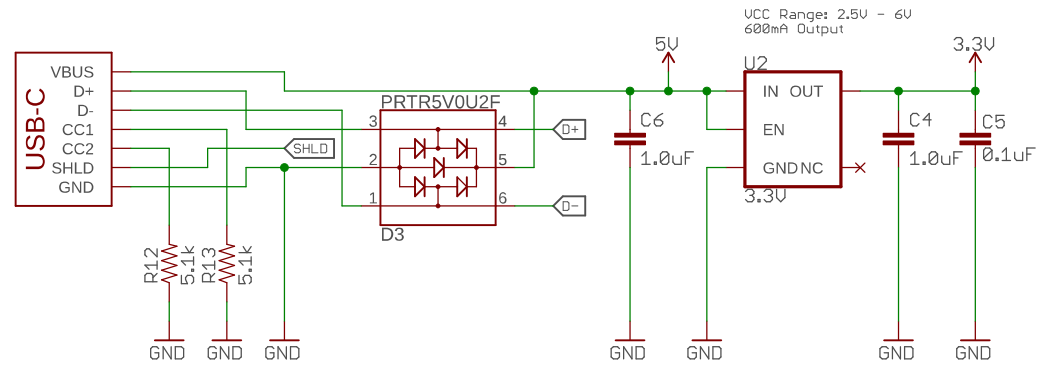 VCC Range: 2.5V - 6V
600mA Output
5V
3.3V
U2
USB-C
VBUS
D+
D-
CC1
CC2
SHLD
GND
SHLD
PRTR5V0U2F
3
2
1
4
5
6
D3
D+
D-
C6
1.0uF
IN OUT
EN
GND NC
3.3V
C4
1.0uF
C5
0.1uF
R12
5.1k
R13
5.1k
GND
GND
GND
GND
GND
GND
GND